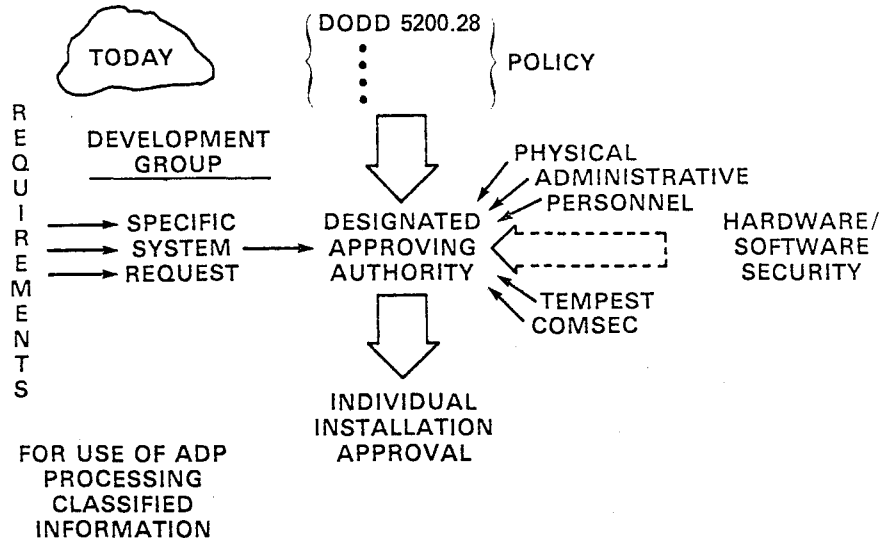 TODAY
DODD 5200.28
POLICY
REQUIREMENTS
DEVELOPMENT
GROUP
SPECIFIC
SYSTEM
REQUEST
DESIGNATED
APPROVING
AUTHORITY
PHYSICAL
ADMINISTRATIVE
PERSONNEL
HARDWARE/
SOFTWARE
SECURITY
TEMPEST
COMSEC
INDIVIDUAL
INSTALLATION
APPROVAL
FOR USE OF ADP
PROCESSING
CLASSIFIED
INFORMATION